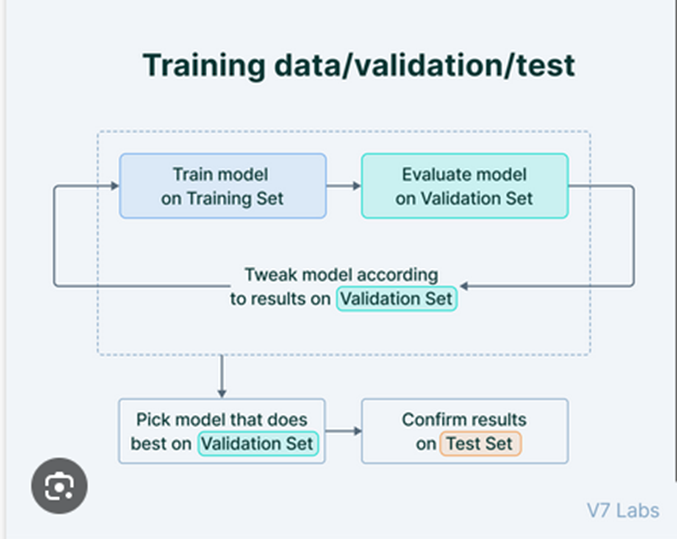 Training data/validation/test
Train model
on Training Set
Evaluate model
on Validation Set
Tweak model according
to results on Validation Set
Pick model that does
best on Validation Set
Confirm results
on Test Set
V7 Labs